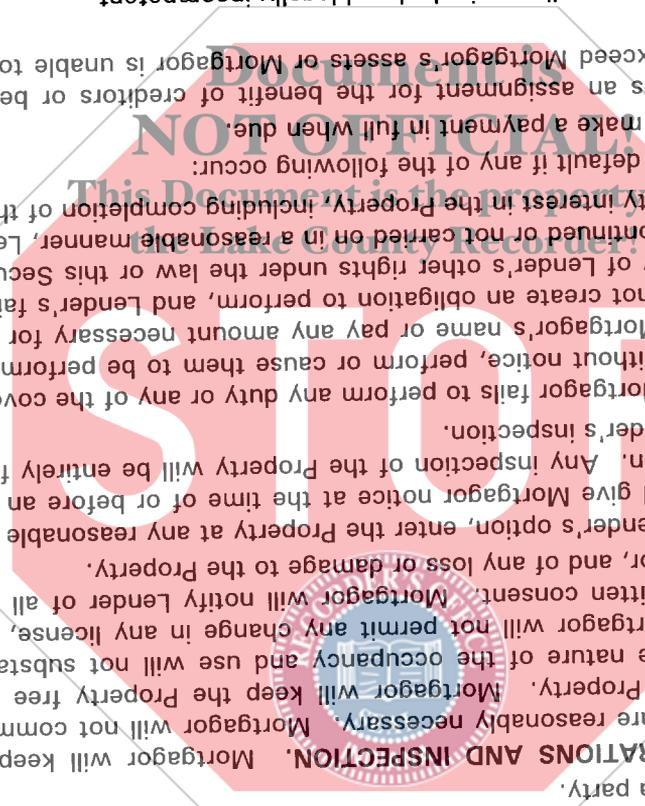 a party.
RATIONS AND INSPECTION. Mortgagor will keep
are reasonably necessary. Mortgagor will not comm
Property. Mortgagor will keep the Property free
e nature of the occupancy and use will not substa
rtgagor will not permit any change in any license,
itten consent. Mortgagor will notify Lender of all
or, and of any loss or damage to the Property.
ender's option, enter the Property at any reasonable
give Mortgagor notice at the time of or before an
n. Any inspection of the Property will be entirely f
der's inspection.
ortgagor fails to perform any duty or any of the cove
ithout notice, perform or cause them to be performed
Mortgagor's name or pay any amount necessary for
not create an obligation to perform, and Lender's fai
y of Lender's other rights under the law or this Secu
ontinued or not carried on in a reasonable manner, Le
ty interest in the Property, including completion of th
default if any of the following occur:
make a payment in full when due.
s an assignment for the benefit of creditors or be
exceed Mortgagor's assets or Mortgagor is unable to
Document is
NOT OFFICIAL!
This Document is the property
the Lake County Recorder!
STOP
RECORDER'S OFFICE